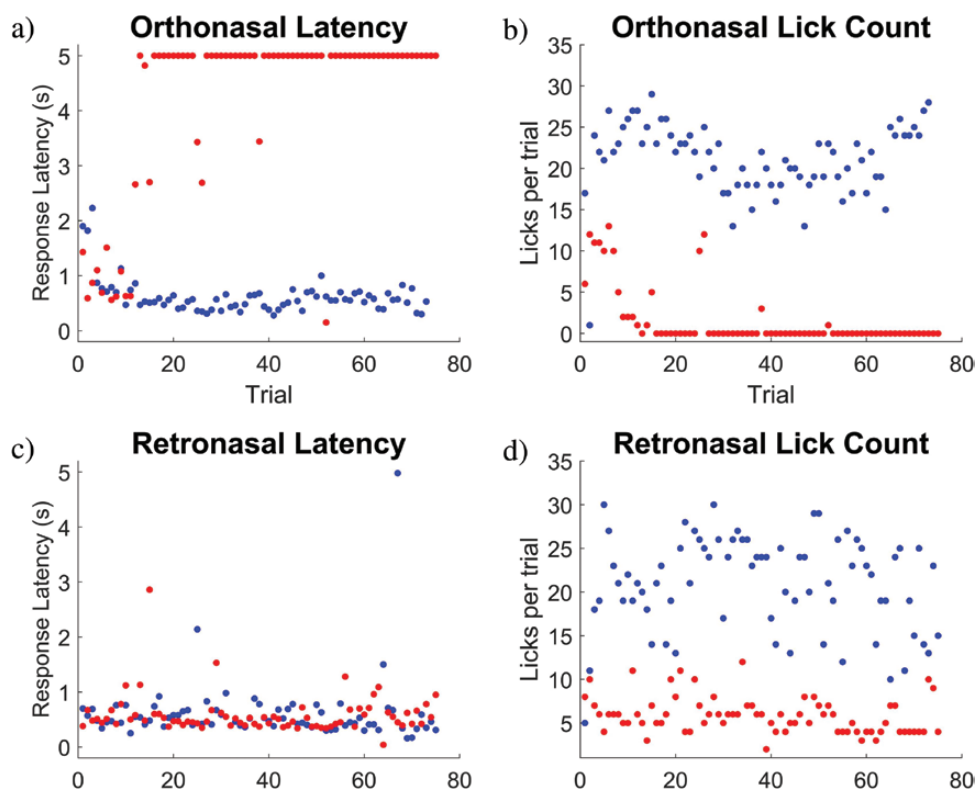 a) Orthonasal Latency
Response Latency (s)
5
4
3
2
1
0
0 20 40 60 80
Trial
b) Orthonasal Lick Count
Licks per trial
35
30
25
20
15
10
5
0
0 20 40 60 80
Trial
c) Retronasal Latency
Response Latency (s)
5
4
3
2
1
0
0 20 40 60 80
d) Retronasal Lick Count
Licks per trial
35
30
25
20
15
10
5
0 20 40 60 80